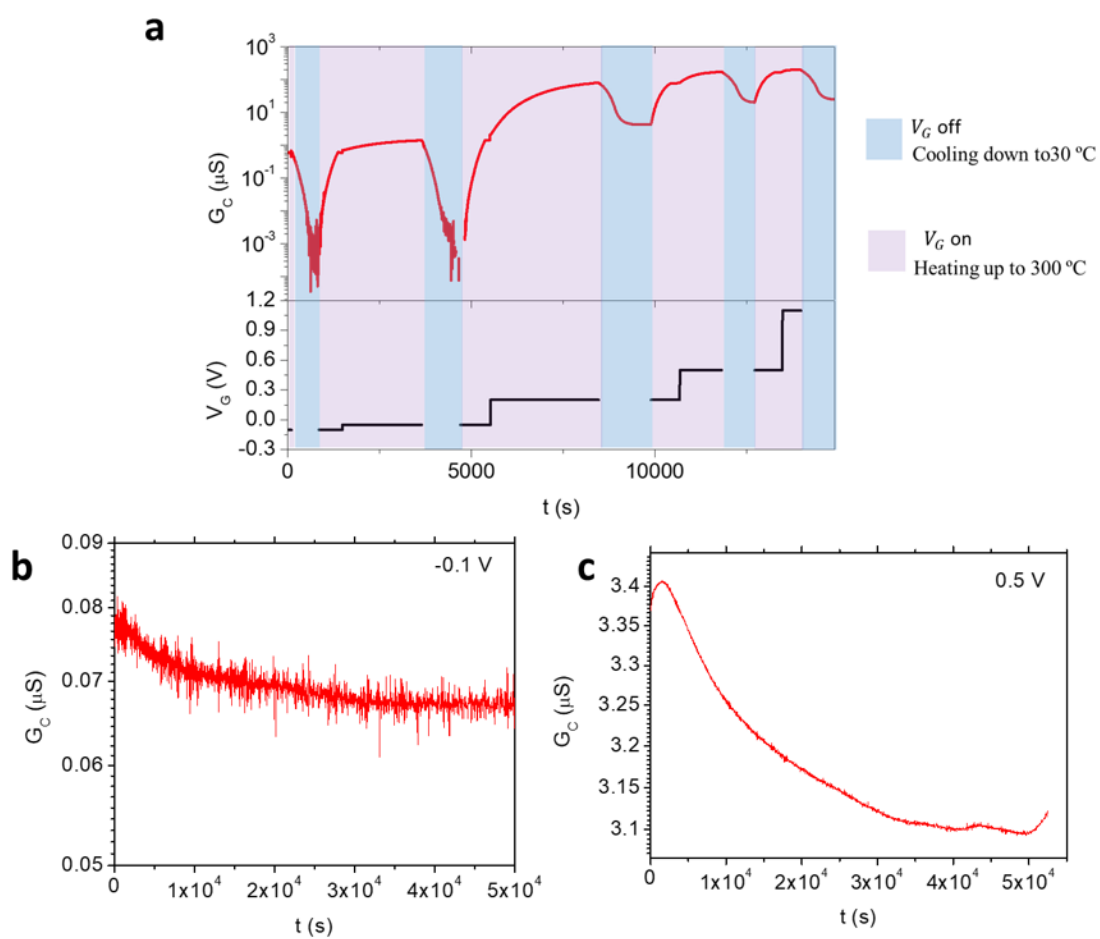 a
10³
10¹
10⁻¹
10⁻³
G_C (µS)
1.2
0.9
0.6
0.3
0.0
-0.3
V_G (V)
0 5000 10000
t (s)
V_G off
Cooling down to30 ºC
V_G on
Heating up to 300 ºC
b
-0.1 V
0.09
0.08
0.07
0.06
0.05
G_C (µS)
0 1x10⁴ 2x10⁴ 3x10⁴ 4x10⁴ 5x10⁴
t (s)
c
0.5 V
3.4
3.35
3.3
3.25
3.2
3.15
3.1
G_C (µS)
0 1x10⁴ 2x10⁴ 3x10⁴ 4x10⁴ 5x10⁴
t (s)